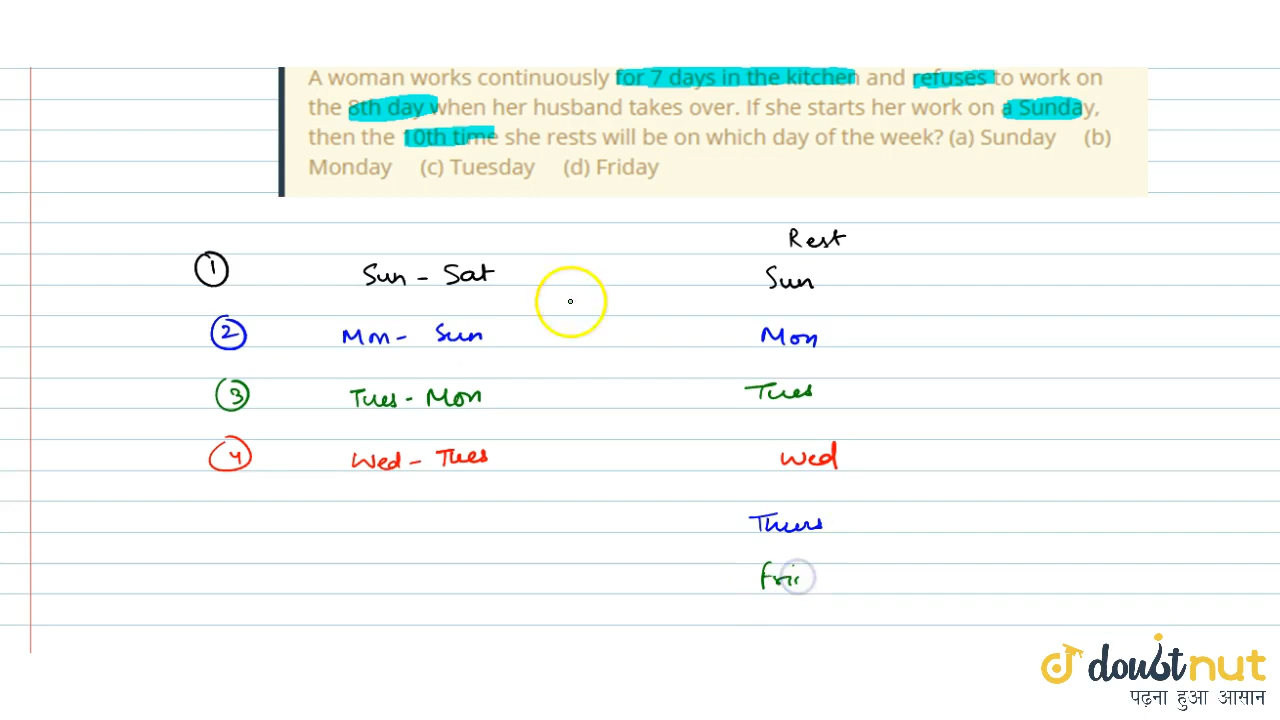 A woman works continuously for 7 days in the kitchen and refuses to work on
the 8th day when her husband takes over. If she starts her work on a Sunday,
then the 10th time she rests will be on which day of the week? (a) Sunday (b)
Monday (c) Tuesday (d) Friday
Rest
1 Sun - Sat Sun
2 Mon - Sun Mon
3 Tues - Mon Tues
4 Wed - Tues Wed
Thurs
Fri
doubtnut
पढ़ना हुआ आसान